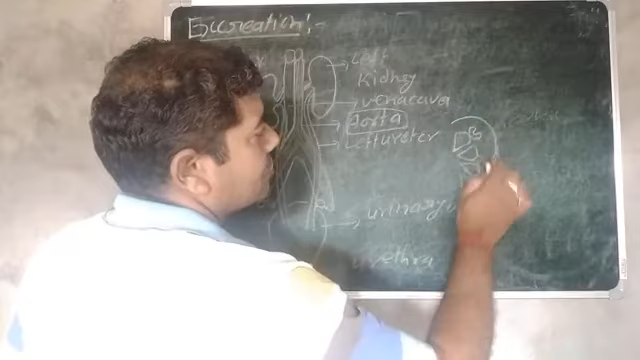 Excreation:-
Left
Kidney
venacava
aorta
Left ureter
urinary
urethra